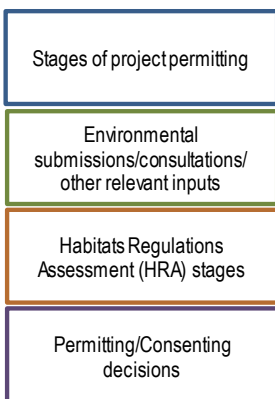 Stages of project permitting
Environmental
submissions/consultations/
other relevant inputs
Habitats Regulations
Assessment (HRA) stages
Permitting/Consenting
decisions